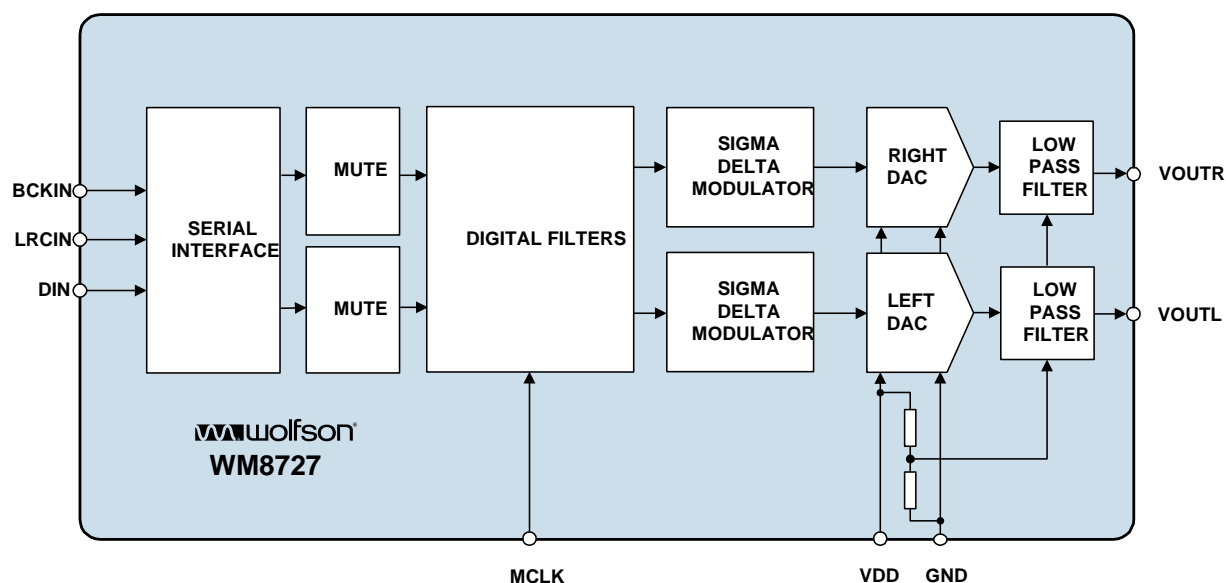 BCKIN
LRCIN
DIN
SERIAL
INTERFACE
MUTE
MUTE
DIGITAL FILTERS
SIGMA
DELTA
MODULATOR
SIGMA
DELTA
MODULATOR
RIGHT
DAC
LEFT
DAC
LOW
PASS
FILTER
LOW
PASS
FILTER
VOUTR
VOUTL
wolfson®
WM8727
MCLK
VDD
GND